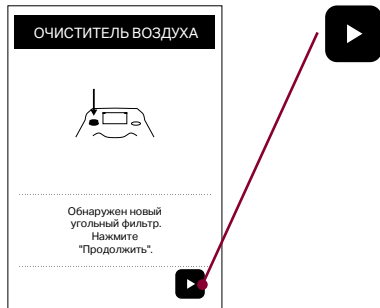 ОЧИСТИТЕЛЬ ВОЗДУХА
Обнаружен новый
угольный фильтр.
Нажмите
"Продолжить".